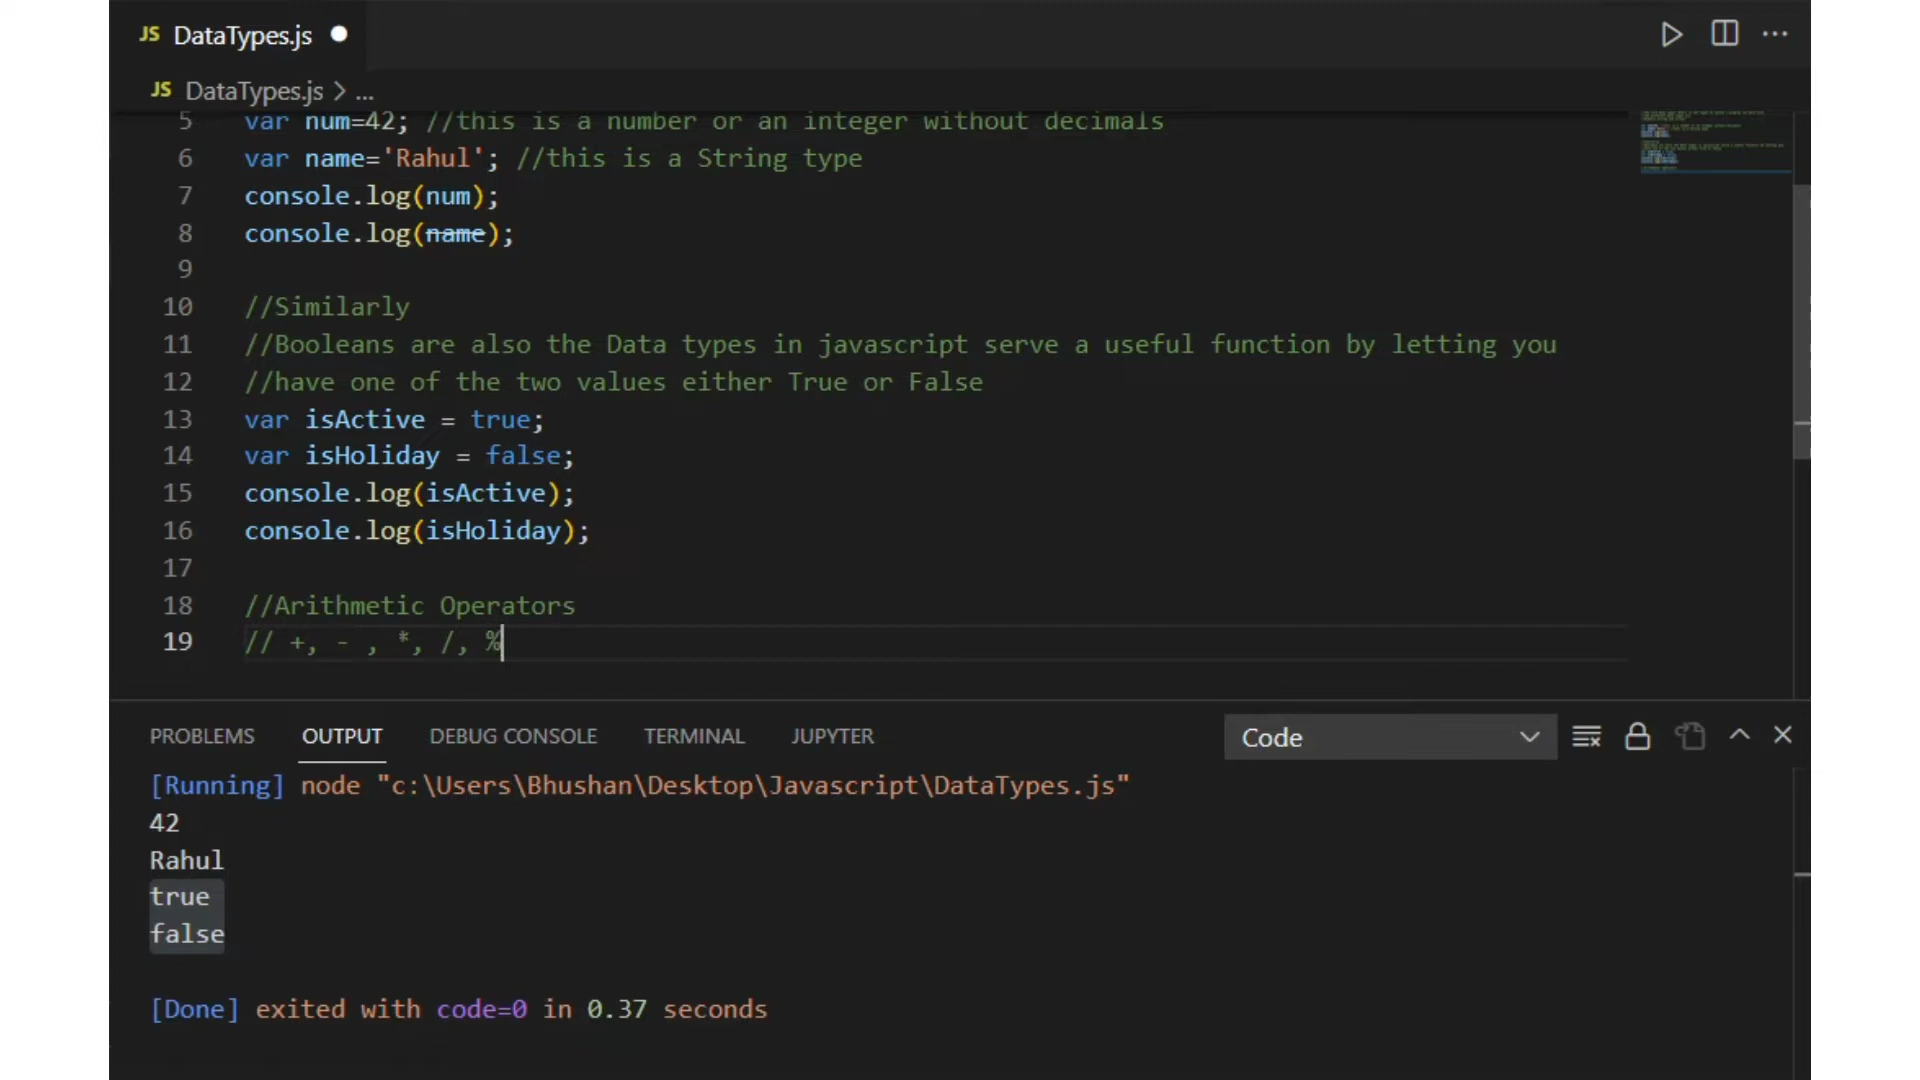 JS DataTypes.js
JS DataTypes.js > ...
5 var num=42; //this is a number or an integer without decimals
6 var name='Rahul'; //this is a String type
7 console.log(num);
8 console.log(name);
9
10 //Similarly
11 //Booleans are also the Data types in javascript serve a useful function by letting you
12 //have one of the two values either True or False
13 var isActive = true;
14 var isHoliday = false;
15 console.log(isActive);
16 console.log(isHoliday);
17
18 //Arithmetic Operators
19 // +, - , *, /, %
PROBLEMS OUTPUT DEBUG CONSOLE TERMINAL JUPYTER Code
[Running] node "c:\Users\Bhushan\Desktop\Javascript\DataTypes.js"
42
Rahul
true
false
[Done] exited with code=0 in 0.37 seconds